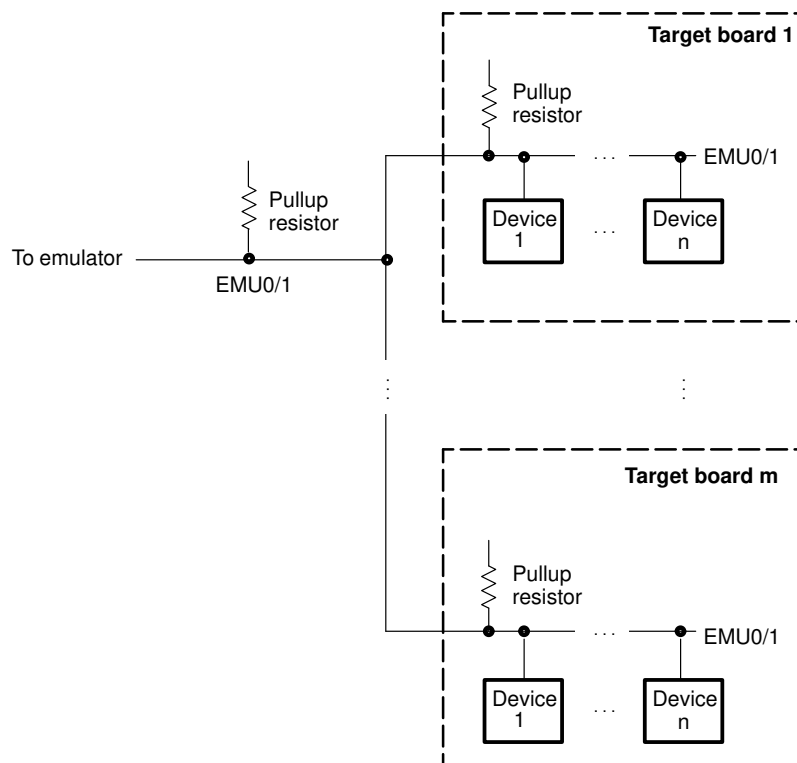 Target board 1
Pullup
resistor
. . .
EMU0/1
Device
1
. . .
Device
n
Pullup
resistor
To emulator
EMU0/1
. . .
. . .
Target board m
Pullup
resistor
. . .
EMU0/1
Device
1
. . .
Device
n